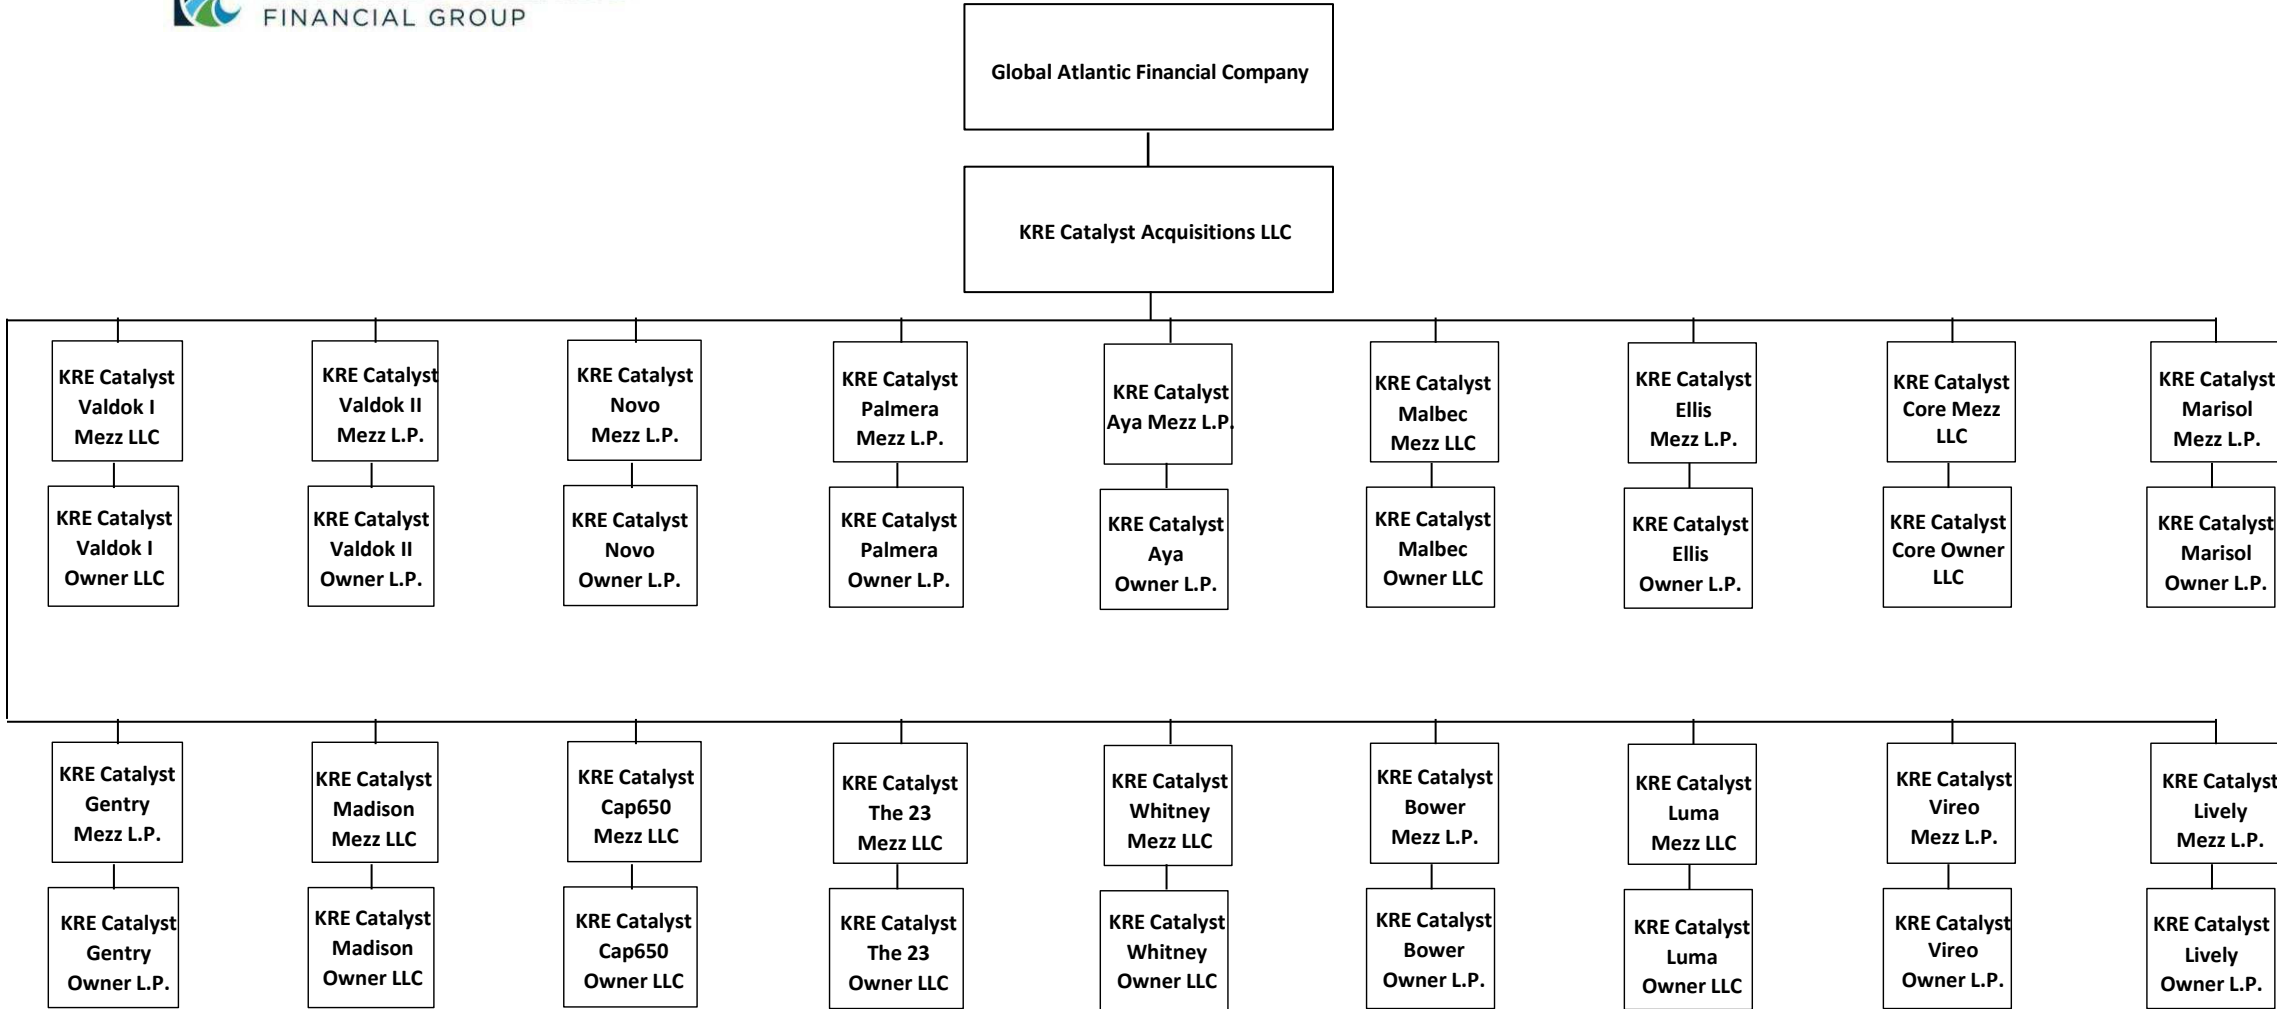 FINANCIAL GROUP
Global Atlantic Financial Company
KRE Catalyst Acquisitions LLC
KRE Catalyst
Valdok I
Mezz LLC
KRE Catalyst
Valdok II
Mezz L.P.
KRE Catalyst
Novo
Mezz L.P.
KRE Catalyst
Palmera
Mezz L.P.
KRE Catalyst
Aya Mezz L.P.
KRE Catalyst
Malbec
Mezz LLC
KRE Catalyst
Ellis
Mezz L.P.
KRE Catalyst
Core Mezz
LLC
KRE Catalyst
Marisol
Mezz L.P.
KRE Catalyst
Valdok I
Owner LLC
KRE Catalyst
Valdok II
Owner L.P.
KRE Catalyst
Novo
Owner L.P.
KRE Catalyst
Palmera
Owner L.P.
KRE Catalyst
Aya
Owner L.P.
KRE Catalyst
Malbec
Owner LLC
KRE Catalyst
Ellis
Owner L.P.
KRE Catalyst
Core Owner
LLC
KRE Catalyst
Marisol
Owner L.P.
KRE Catalyst
Gentry
Mezz L.P.
KRE Catalyst
Madison
Mezz LLC
KRE Catalyst
Cap650
Mezz LLC
KRE Catalyst
The 23
Mezz LLC
KRE Catalyst
Whitney
Mezz LLC
KRE Catalyst
Bower
Mezz L.P.
KRE Catalyst
Luma
Mezz LLC
KRE Catalyst
Vireo
Mezz L.P.
KRE Catalyst
Lively
Mezz L.P.
KRE Catalyst
Gentry
Owner L.P.
KRE Catalyst
Madison
Owner LLC
KRE Catalyst
Cap650
Owner LLC
KRE Catalyst
The 23
Owner LLC
KRE Catalyst
Whitney
Owner LLC
KRE Catalyst
Bower
Owner L.P.
KRE Catalyst
Luma
Owner LLC
KRE Catalyst
Vireo
Owner L.P.
KRE Catalyst
Lively
Owner L.P.